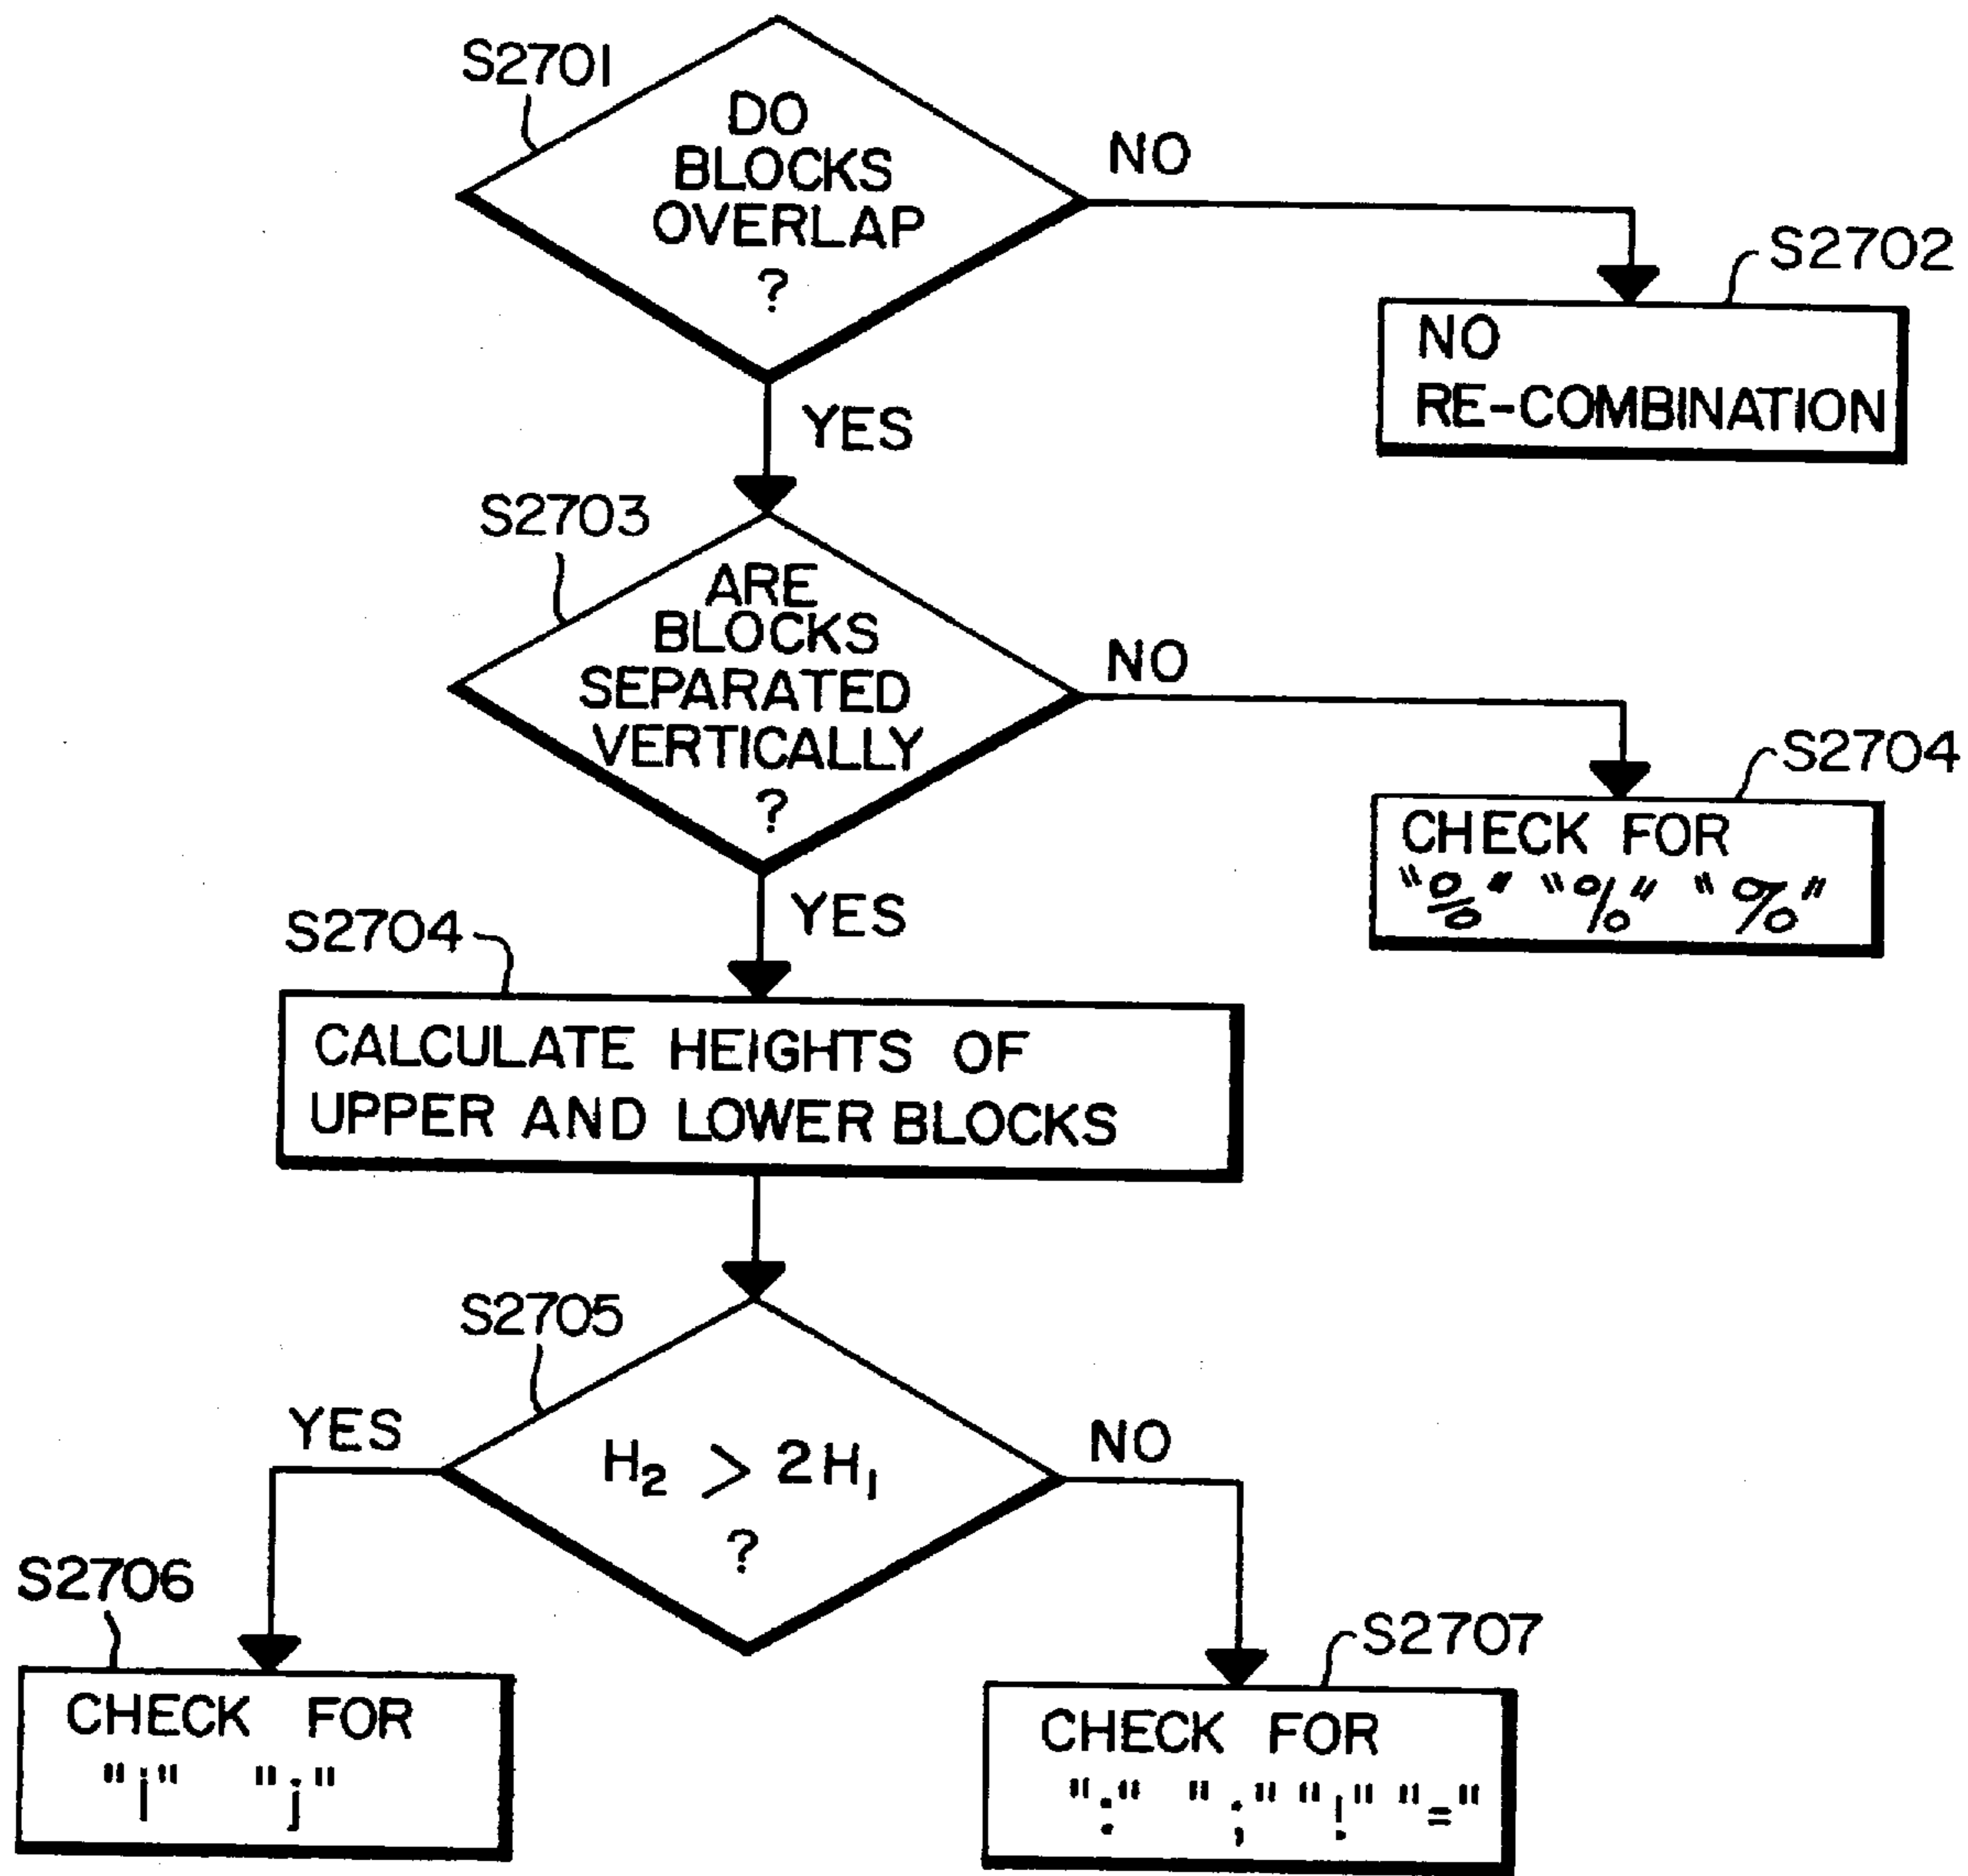 S2701
DO
BLOCKS
OVERLAP
?
NO
S2702
NO
RE-COMBINATION
YES
S2703
ARE
BLOCKS
SEPARATED
VERTICALLY
?
NO
S2704
CHECK FOR
"%" "%" "%"
YES
S2704
CALCULATE HEIGHTS OF
UPPER AND LOWER BLOCKS
S2705
H₂ > 2H₁
?
YES
NO
S2706
CHECK FOR
"i" "j"
S2707
CHECK FOR
":" ";" "!" "="